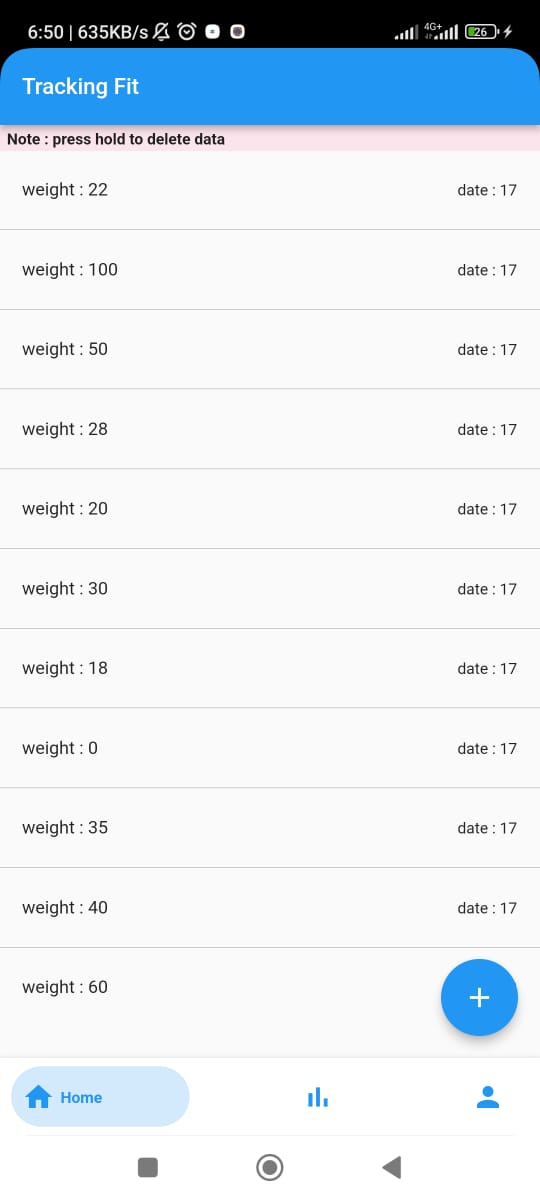 6:50 | 635KB/s 4G+ 26
Tracking Fit
Note : press hold to delete data
weight : 22 date : 17
weight : 100 date : 17
weight : 50 date : 17
weight : 28 date : 17
weight : 20 date : 17
weight : 30 date : 17
weight : 18 date : 17
weight : 0 date : 17
weight : 35 date : 17
weight : 40 date : 17
weight : 60
Home